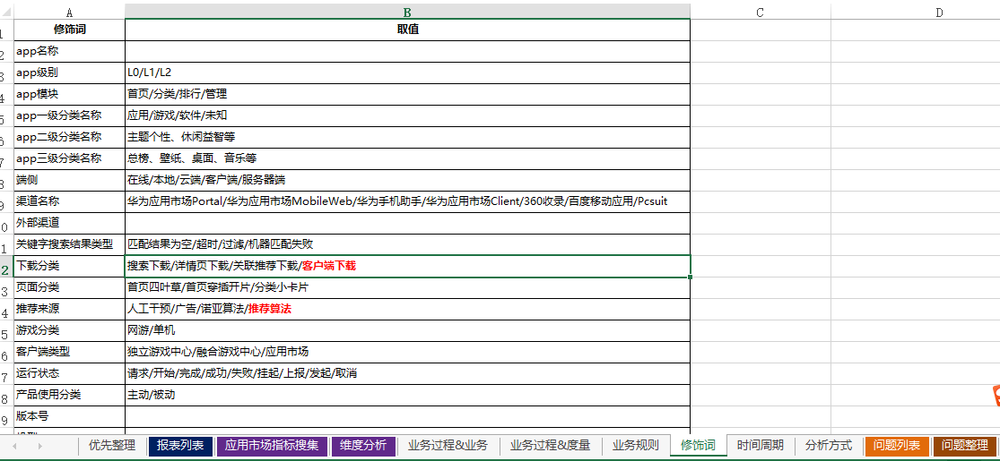 A B C D
1 修饰词 取值
2 app名称
3 app级别 L0/L1/L2
4 app模块 首页/分类/排行/管理
5 app一级分类名称 应用/游戏/软件/未知
6 app二级分类名称 主题个性、休闲益智等
7 app三级分类名称 总榜、壁纸、桌面、音乐等
8 端侧 在线/本地/云端/客户端/服务器端
9 渠道名称 华为应用市场Portal/华为应用市场MobileWeb/华为手机助手/华为应用市场Client/360收录/百度移动应用/Pcsuit
0 外部渠道
1 关键字搜索结果类型 匹配结果为空/超时/过滤/机器匹配失败
2 下载分类 搜索下载/详情页下载/关联推荐下载/客户端下载
3 页面分类 首页四叶草/首页穿插开片/分类小卡片
4 推荐来源 人工干预/广告/诺亚算法/推荐算法
5 游戏分类 网游/单机
6 客户端类型 独立游戏中心/融合游戏中心/应用市场
7 运行状态 请求/开始/完成/成功/失败/挂起/上报/发起/取消
8 产品使用分类 主动/被动
9 版本号
优先整理 报表列表 应用市场指标搜集 维度分析 业务过程&业务 业务过程&度量 业务规则 修饰词 时间周期 分析方式 问题列表 问题整理